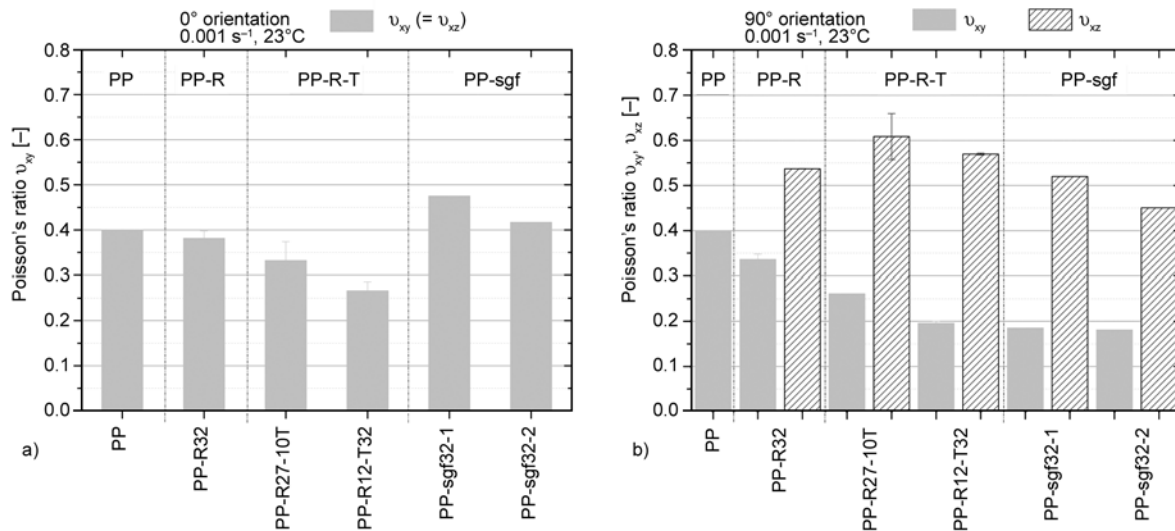 0° orientation
0.001 s⁻¹, 23°C
υxy (= υxz)
Poisson's ratio υxy [–]
0.8
0.7
0.6
0.5
0.4
0.3
0.2
0.1
0.0
PP
PP-R
PP-R-T
PP-sgf
PP
PP-R32
PP-R27-10T
PP-R12-T32
PP-sgf32-1
PP-sgf32-2
a)
90° orientation
0.001 s⁻¹, 23°C
υxy
υxz
Poisson's ratio υxy, υxz [–]
0.8
0.7
0.6
0.5
0.4
0.3
0.2
0.1
0.0
PP
PP-R
PP-R-T
PP-sgf
PP
PP-R32
PP-R27-10T
PP-R12-T32
PP-sgf32-1
PP-sgf32-2
b)